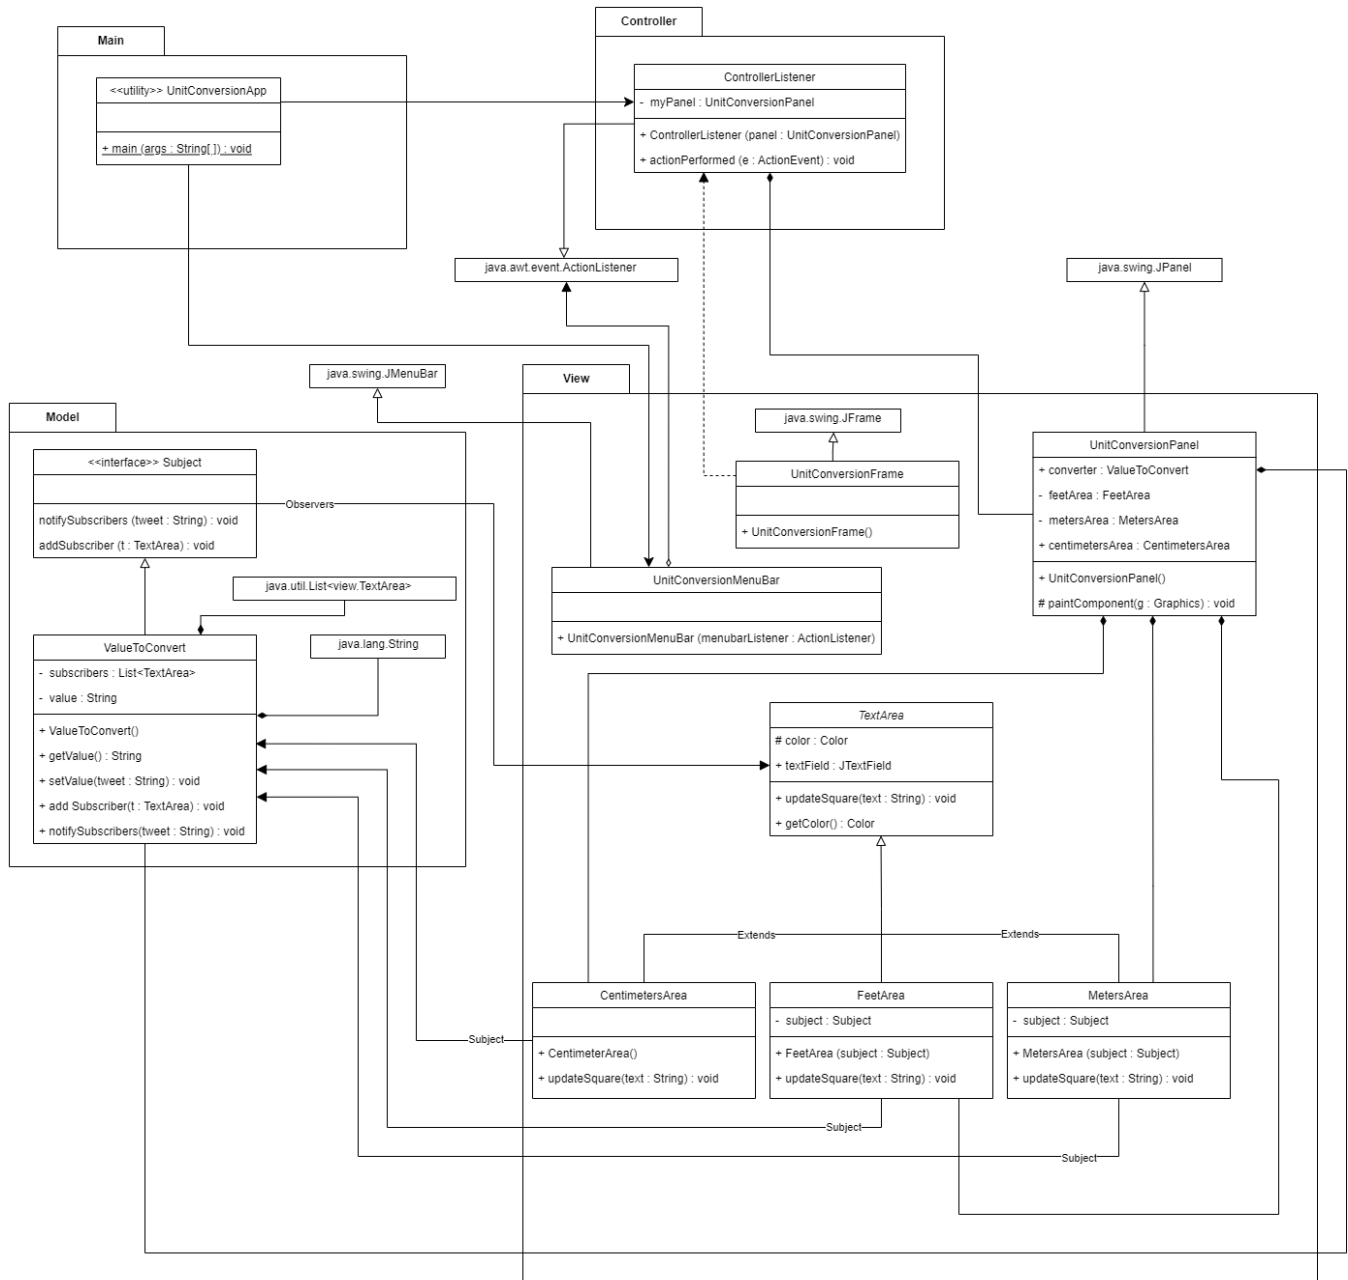 Controller
Main
ControllerListener
- myPanel : UnitConversionPanel
+ ControllerListener (panel : UnitConversionPanel)
+ actionPerformed (e : ActionEvent) : void
<<utility>> UnitConversionApp
+ main (args : String[ ]) : void
java.awt.event.ActionListener
java.swing.JPanel
java.swing.JMenuBar
View
Model
java.swing.JFrame
<<interface>> Subject
notifySubscribers (tweet : String) : void
addSubscriber (t : TextArea) : void
Observers
UnitConversionFrame
+ UnitConversionFrame()
UnitConversionPanel
+ converter : ValueToConvert
- feetArea : FeetArea
- metersArea : MetersArea
+ centimetersArea : CentimetersArea
+ UnitConversionPanel()
# paintComponent(g : Graphics) : void
java.util.List<view.TextArea>
UnitConversionMenuBar
+ UnitConversionMenuBar (menubarListener : ActionListener)
java.lang.String
ValueToConvert
- subscribers : List<TextArea>
- value : String
+ ValueToConvert()
+ getValue() : String
+ setValue(tweet : String) : void
+ add Subscriber(t : TextArea) : void
+ notifySubscribers(tweet : String) : void
TextArea
# color : Color
+ textField : JTextField
+ updateSquare(text : String) : void
+ getColor() : Color
Extends
Extends
CentimetersArea
+ CentimeterArea()
+ updateSquare(text : String) : void
FeetArea
- subject : Subject
+ FeetArea (subject : Subject)
+ updateSquare(text : String) : void
MetersArea
- subject : Subject
+ MetersArea (subject : Subject)
+ updateSquare(text : String) : void
Subject
Subject
Subject